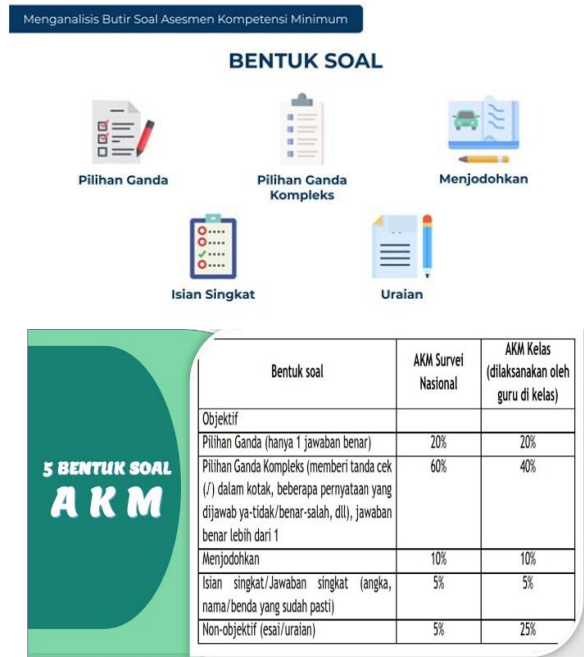 Menganalisis Butir Soal Asesmen Kompetensi Minimum
BENTUK SOAL
Pilihan Ganda
Pilihan Ganda
Kompleks
Menjodohkan
Isian Singkat
Uraian
5 BENTUK SOAL
A K M
Bentuk soal
AKM Survei
Nasional
AKM Kelas
(dilaksanakan oleh
guru di kelas)
Objektif
Pilihan Ganda (hanya 1 jawaban benar)
20%
20%
Pilihan Ganda Kompleks (memberi tanda cek
(/) dalam kotak, beberapa pernyataan yang
dijawab ya-tidak/benar-salah, dll), jawaban
benar lebih dari 1
60%
40%
Menjodohkan
10%
10%
Isian singkat/Jawaban singkat (angka,
nama/benda yang sudah pasti)
5%
5%
Non-objektif (esai/uraian)
5%
25%